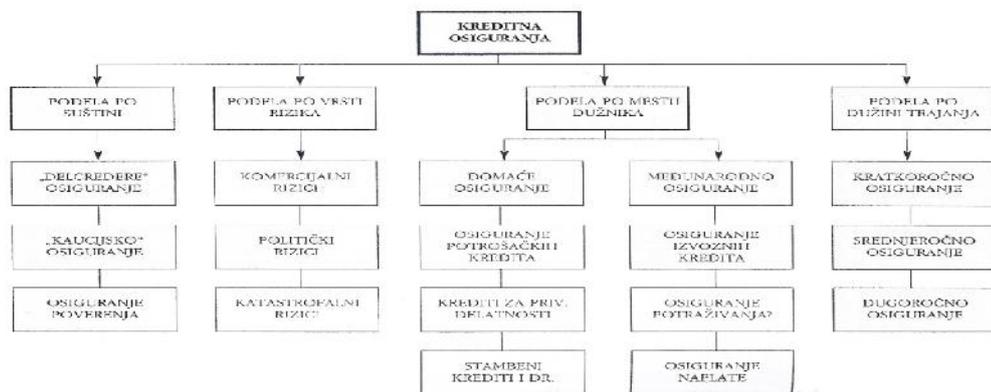 KREDITNA
OSIGURANJA
PODELA PO
SUŠTINI
PODELA PO VRSTI
RIZIKA
PODELA PO MESTU
DUŽNIKA
PODELA PO
DUŽINI TRAJANJA
„DELCREDERE“
OSIGURANJE
KOMERCIJALNI
RIZICI
DOMAĆE
OSIGURANJE
MEĐUNARODNO
OSIGURANJE
KRATKOROČNO
OSIGURANJE
„KAUCIJSKO“
OSIGURANJE
POLITIČKI
RIZICI
OSIGURANJE
POTROŠAČKIH
KREDITA
OSIGURANJE
IZVOZNIH
KREDITA
SREDNJEROČNO
OSIGURANJE
OSIGURANJE
POVERENJA
KATASTROFALNI
RIZICI
KREDITI ZA PRIV.
DELATNOSTI
OSIGURANJE
POTRAŽIVANJA?
DUGOROČNO
OSIGURANJE
STAMBENI
KREDITI I DR.
OSIGURANJE
NAPLATE